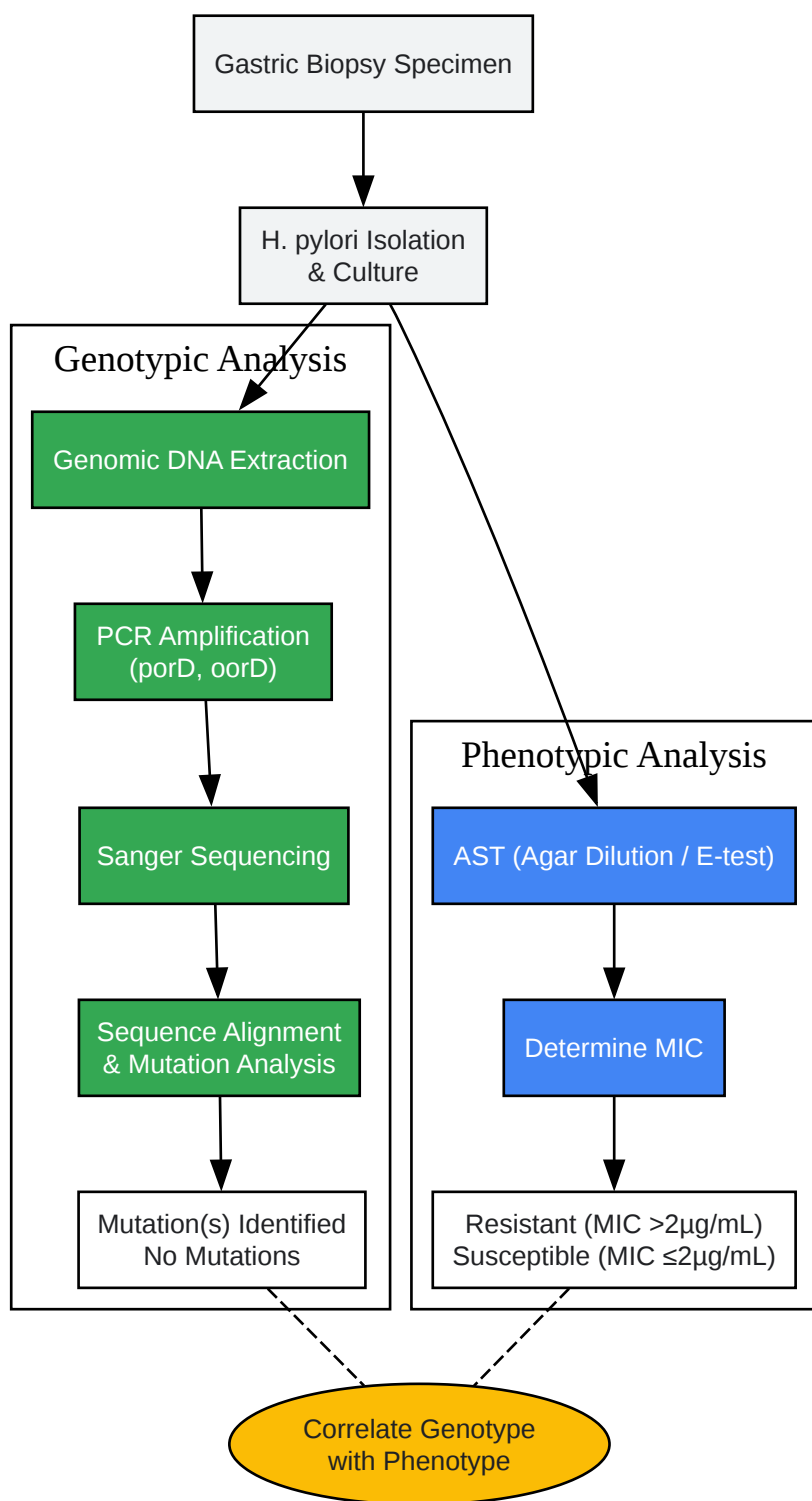 Gastric Biopsy Specimen
H. pylori Isolation
& Culture
Genotypic Analysis
Genomic DNA Extraction
PCR Amplification
(porD, oorD)
Sanger Sequencing
Sequence Alignment
& Mutation Analysis
Mutation(s) Identified
No Mutations
Phenotypic Analysis
AST (Agar Dilution / E-test)
Determine MIC
Resistant (MIC >2µg/mL)
Susceptible (MIC ≤2µg/mL)
Correlate Genotype
with Phenotype